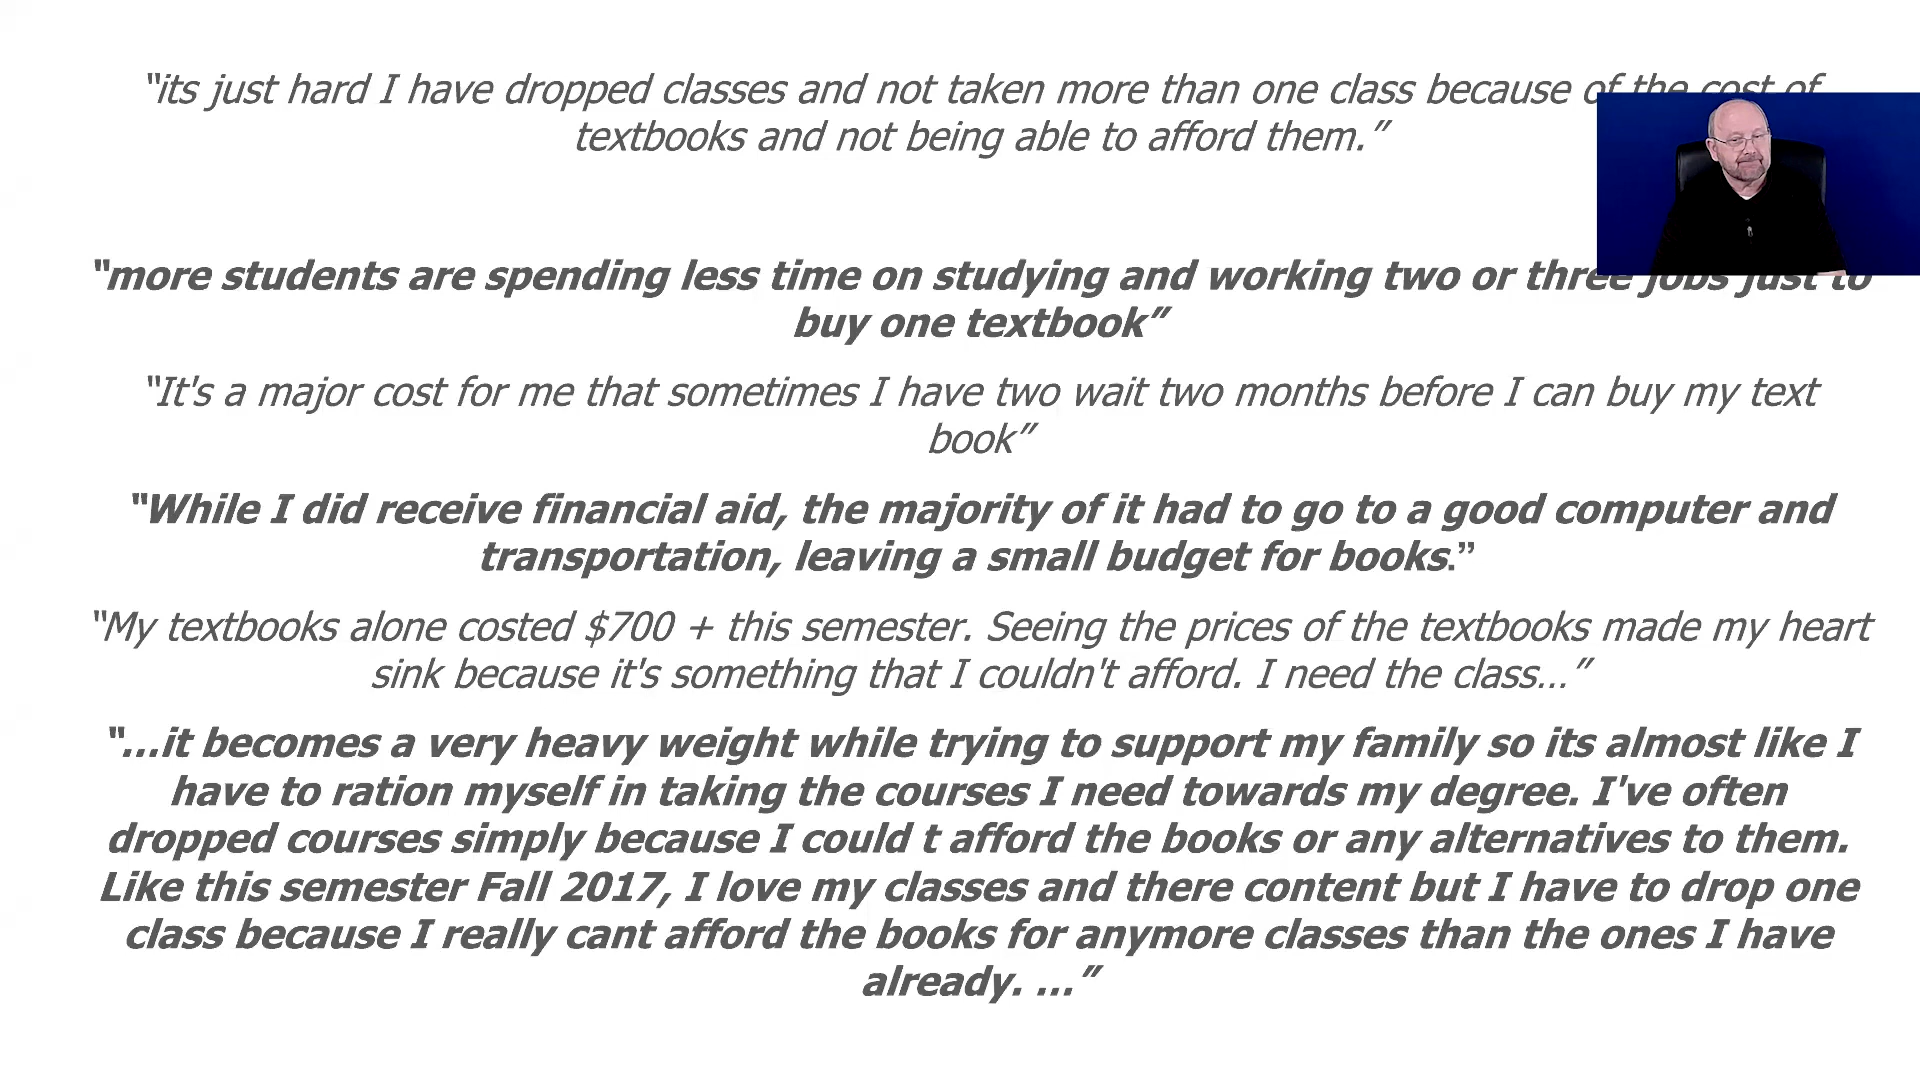 “its just hard I have dropped classes and not taken more than one class because of the cost of
textbooks and not being able to afford them.”
“more students are spending less time on studying and working two or three jobs just to
buy one textbook”
“It's a major cost for me that sometimes I have two wait two months before I can buy my text
book”
“While I did receive financial aid, the majority of it had to go to a good computer and
transportation, leaving a small budget for books.”
“My textbooks alone costed $700 + this semester. Seeing the prices of the textbooks made my heart
sink because it's something that I couldn't afford. I need the class…”
“…it becomes a very heavy weight while trying to support my family so its almost like I
have to ration myself in taking the courses I need towards my degree. I've often
dropped courses simply because I could t afford the books or any alternatives to them.
Like this semester Fall 2017, I love my classes and there content but I have to drop one
class because I really cant afford the books for anymore classes than the ones I have
already. …”